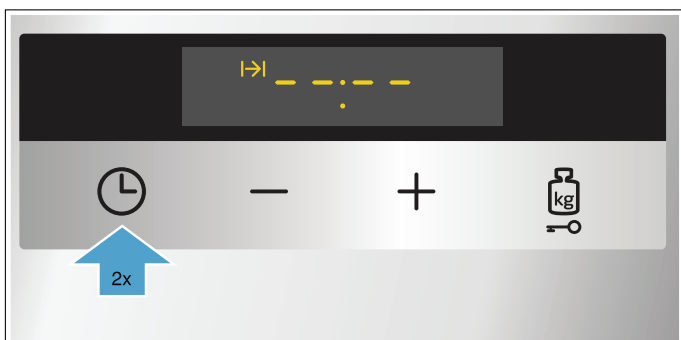 – –:– –
kg
2x